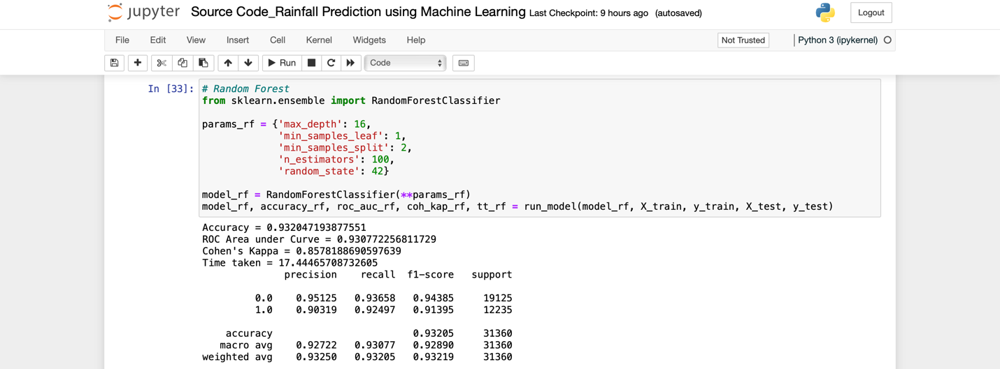 jupyter Source Code_Rainfall Prediction using Machine Learning Last Checkpoint: 9 hours ago (autosaved) Logout
File Edit View Insert Cell Kernel Widgets Help Not Trusted Python 3 (ipykernel)
Run Code
In [33]: # Random Forest
from sklearn.ensemble import RandomForestClassifier
params_rf = {'max_depth': 16,
'min_samples_leaf': 1,
'min_samples_split': 2,
'n_estimators': 100,
'random_state': 42}
model_rf = RandomForestClassifier(**params_rf)
model_rf, accuracy_rf, roc_auc_rf, coh_kap_rf, tt_rf = run_model(model_rf, X_train, y_train, X_test, y_test)
Accuracy = 0.932047193877551
ROC Area under Curve = 0.930772256811729
Cohen's Kappa = 0.8578188690597639
Time taken = 17.44465708732605
precision recall f1-score support
0.0 0.95125 0.93658 0.94385 19125
1.0 0.90319 0.92497 0.91395 12235
accuracy 0.93205 31360
macro avg 0.92722 0.93077 0.92890 31360
weighted avg 0.93250 0.93205 0.93219 31360